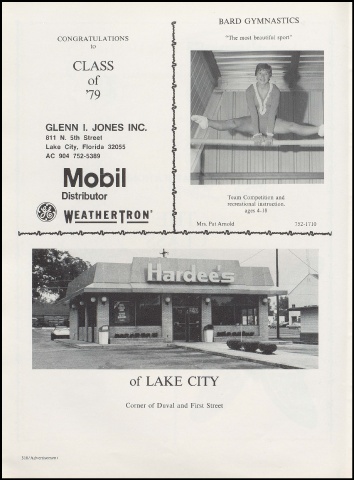 CONGRATULATIONS
to
CLASS
of
'79
GLENN I. JONES INC.
811 N. 5th Street
Lake City, Florida 32055
AC 904 752-5389
Mobil
Distributor
GE
WEATHERTRON
BARD GYMNASTICS
"The most beautiful sport"
Team Competition and
recreational instruction.
ages 4-18
Mrs. Pat Arnold 752-1710
Hardee's
of LAKE CITY
Corner of Duval and First Street